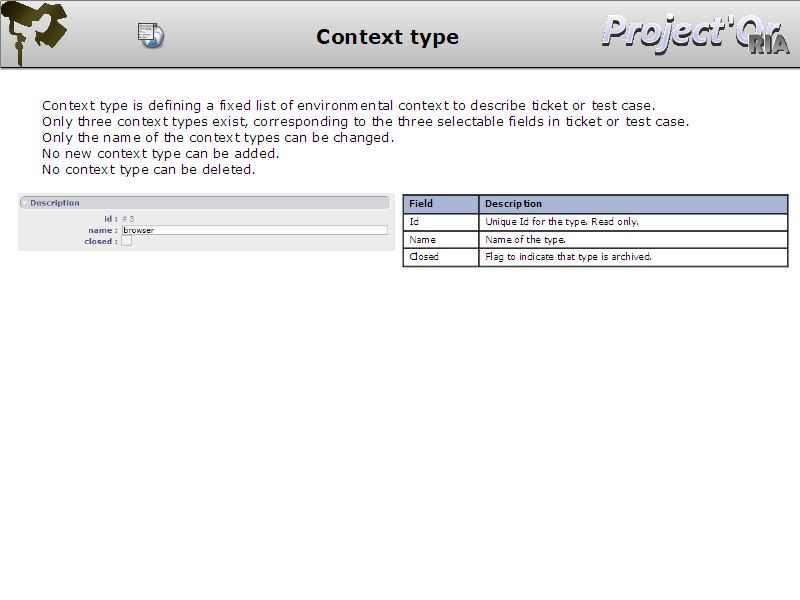 Context type
Project'Or
RIA
Context type is defining a fixed list of environmental context to describe ticket or test case.
Only three context types exist, corresponding to the three selectable fields in ticket or test case.
Only the name of the context types can be changed.
No new context type can be added.
No context type can be deleted.
Description
id : # 3
name : browser
closed :
Field Description
Id Unique Id for the type. Read only.
Name Name of the type.
Closed Flag to indicate that type is archived.